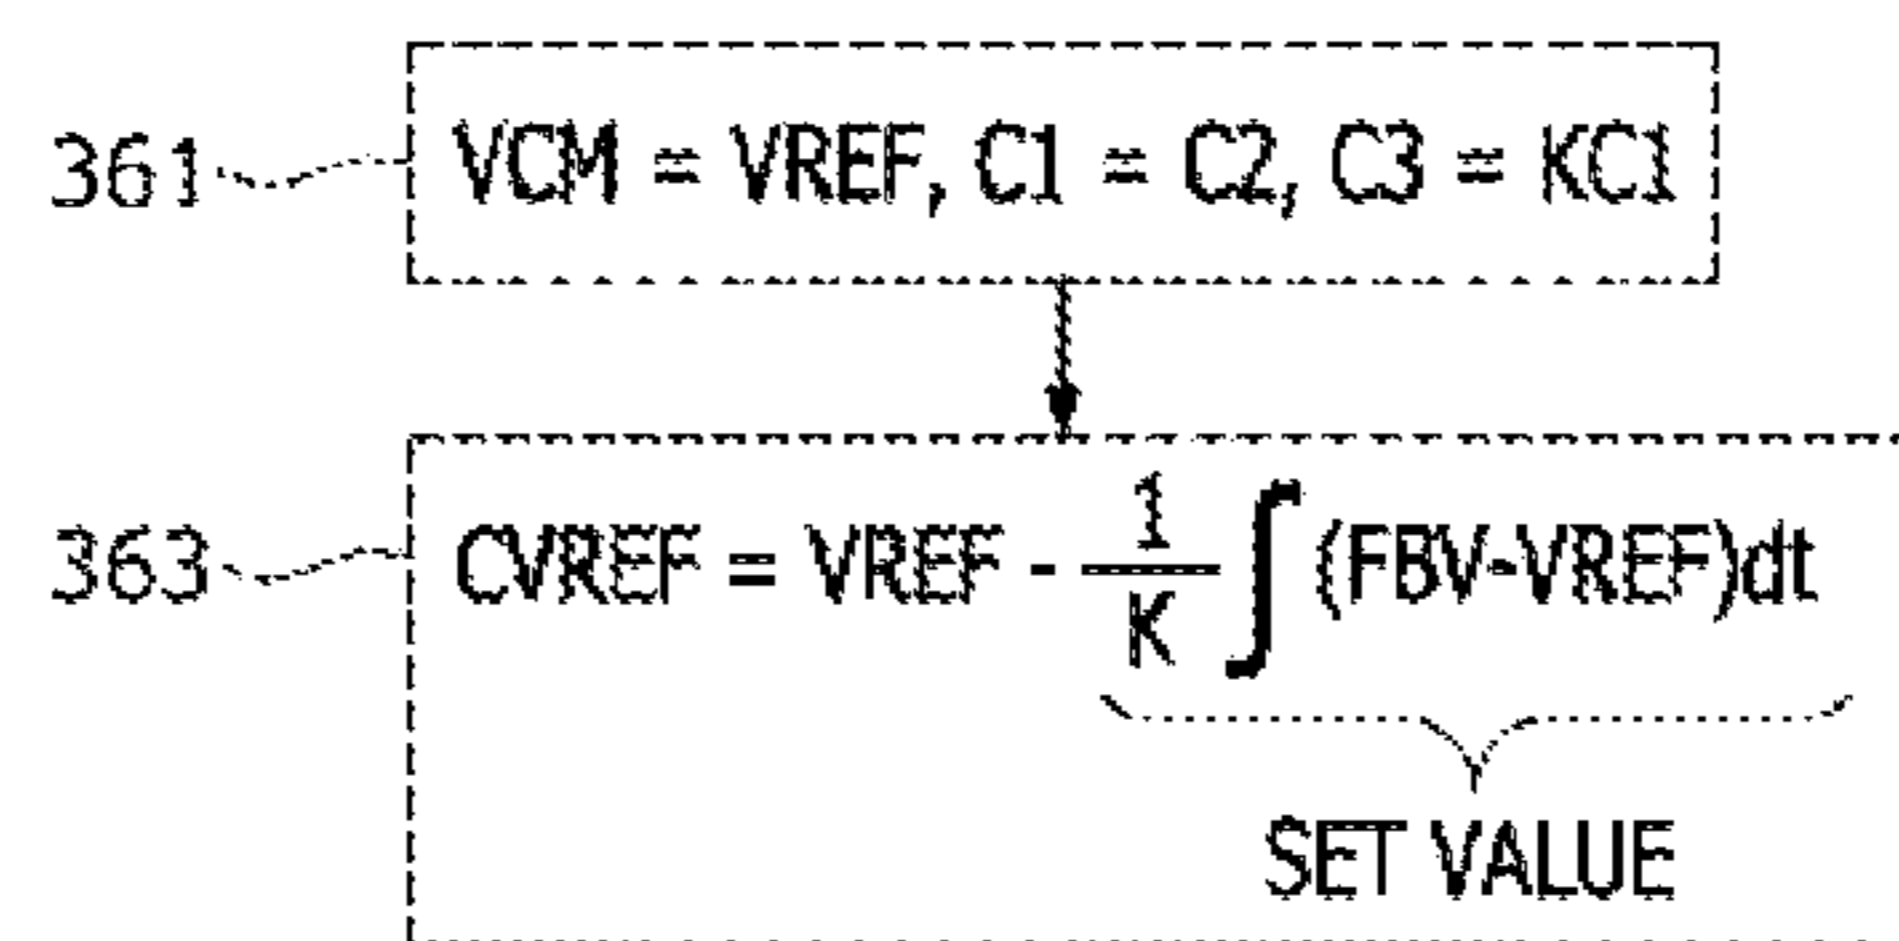 361 VCM = VREF, C1 = C2, C3 = KC1
363 CVREF = VREF - 1/K ∫(FBV-VREF)dt
SET VALUE